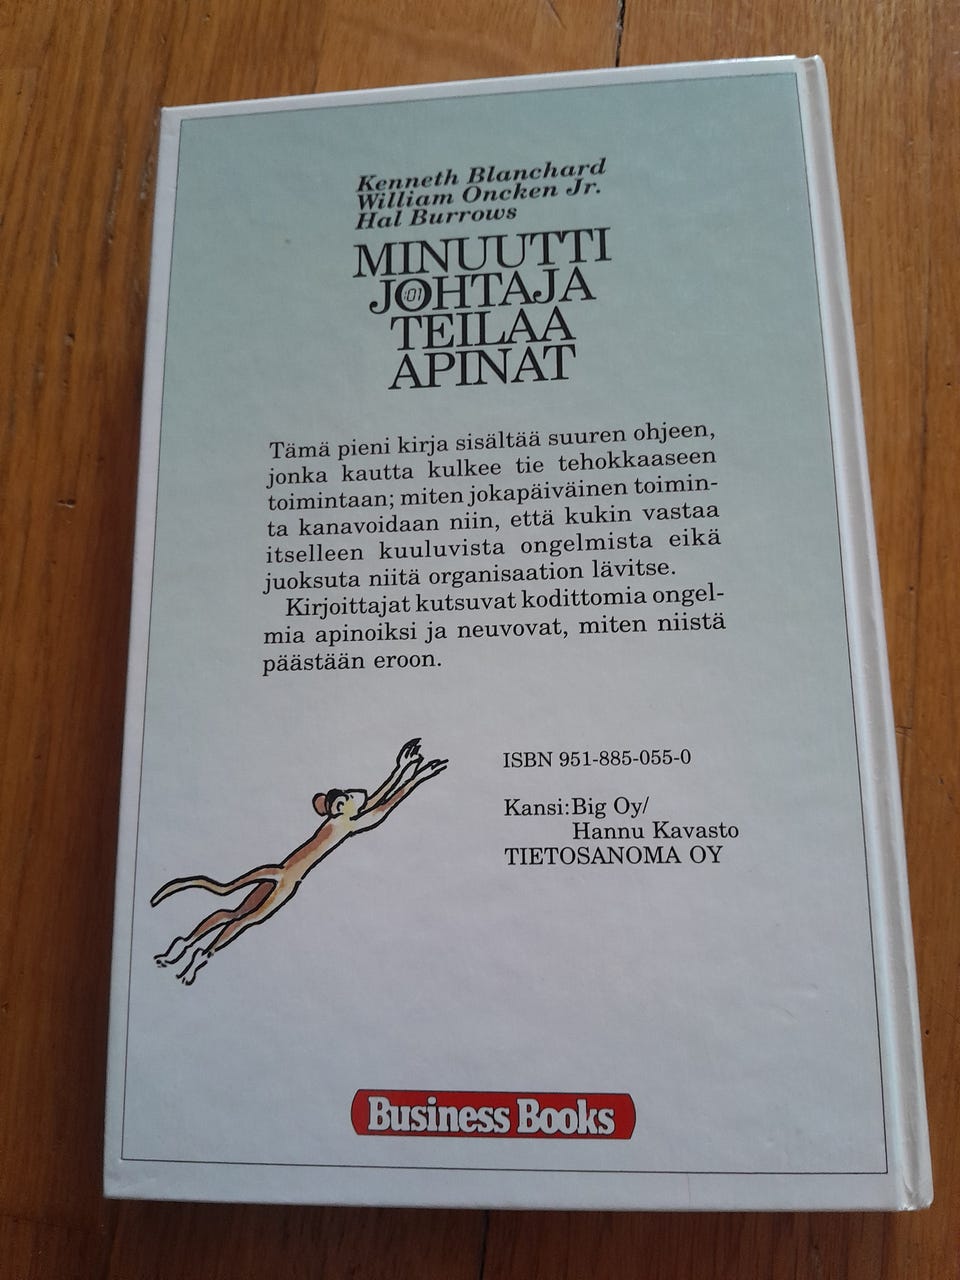 Kenneth Blanchard
William Oncken Jr.
Hal Burrows
MINUUTTI
JOHTAJA
:01
TEILAA
APINAT
Tämä pieni kirja sisältää suuren ohjeen,
jonka kautta kulkee tie tehokkaaseen
toimintaan; miten jokapäiväinen toimin-
ta kanavoidaan niin, että kukin vastaa
itselleen kuuluvista ongelmista eikä
juoksuta niitä organisaation lävitse.
Kirjoittajat kutsuvat kodittomia ongel-
mia apinoiksi ja neuvovat, miten niistä
päästään eroon.
ISBN 951-885-055-0
Kansi: Big Oy/
Hannu Kavasto
TIETOSANOMA OY
Business Books